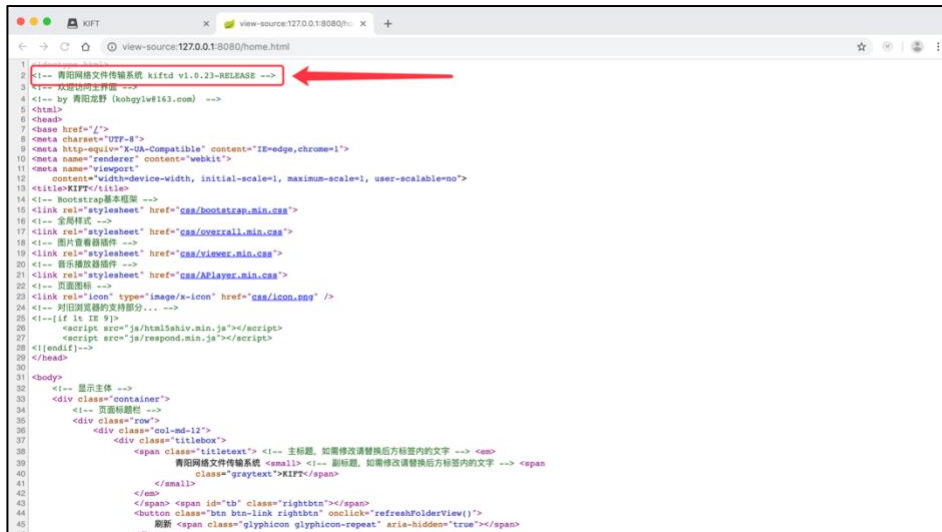 KIFT
view-source:127.0.0.1:8080/ho
view-source:127.0.0.1:8080/home.html
1 <!doctype html>
2 <!-- 青阳网络文件传输系统 kiftd v1.0.23-RELEASE -->
3 <!-- 欢迎访问主界面 -->
4 <!-- by 青阳龙野（kohgylw@163.com） -->
5 <html>
6 <head>
7 <base href="/">
8 <meta charset="UTF-8">
9 <meta http-equiv="X-UA-Compatible" content="IE=edge,chrome=1">
10 <meta name="renderer" content="webkit">
11 <meta name="viewport"
12 content="width=device-width, initial-scale=1, maximum-scale=1, user-scalable=no">
13 <title>KIFT</title>
14 <!-- Bootstrap基本框架 -->
15 <link rel="stylesheet" href="css/bootstrap.min.css">
16 <!-- 全局样式 -->
17 <link rel="stylesheet" href="css/overrall.min.css">
18 <!-- 图片查看器插件 -->
19 <link rel="stylesheet" href="css/viewer.min.css">
20 <!-- 音乐播放器插件 -->
21 <link rel="stylesheet" href="css/APlayer.min.css">
22 <!-- 页面图标 -->
23 <link rel="icon" type="image/x-icon" href="css/icon.png" />
24 <!-- 对旧浏览器的支持部分... -->
25 <!--[if lt IE 9]>
26 <script src="js/html5shiv.min.js"></script>
27 <script src="js/respond.min.js"></script>
28 <![endif]-->
29 </head>
30
31 <body>
32 <!-- 显示主体 -->
33 <div class="container">
34 <!-- 页面标题栏 -->
35 <div class="row">
36 <div class="col-md-12">
37 <div class="titlebox">
38 <span class="titletext"> <!-- 主标题，如需修改请替换后方标签内的文字 --> <em>
39 青阳网络文件传输系统 <small> <!-- 副标题，如需修改请替换后方标签内的文字 --> <span
40 class="graytext">KIFT</span>
41 </small>
42 </em>
43 </span> <span id="tb" class="rightbtn"></span>
44 <button class="btn btn-link rightbtn" onclick="refreshFolderView()">
45 刷新 <span class="glyphicon glyphicon-repeat" aria-hidden="true"></span>